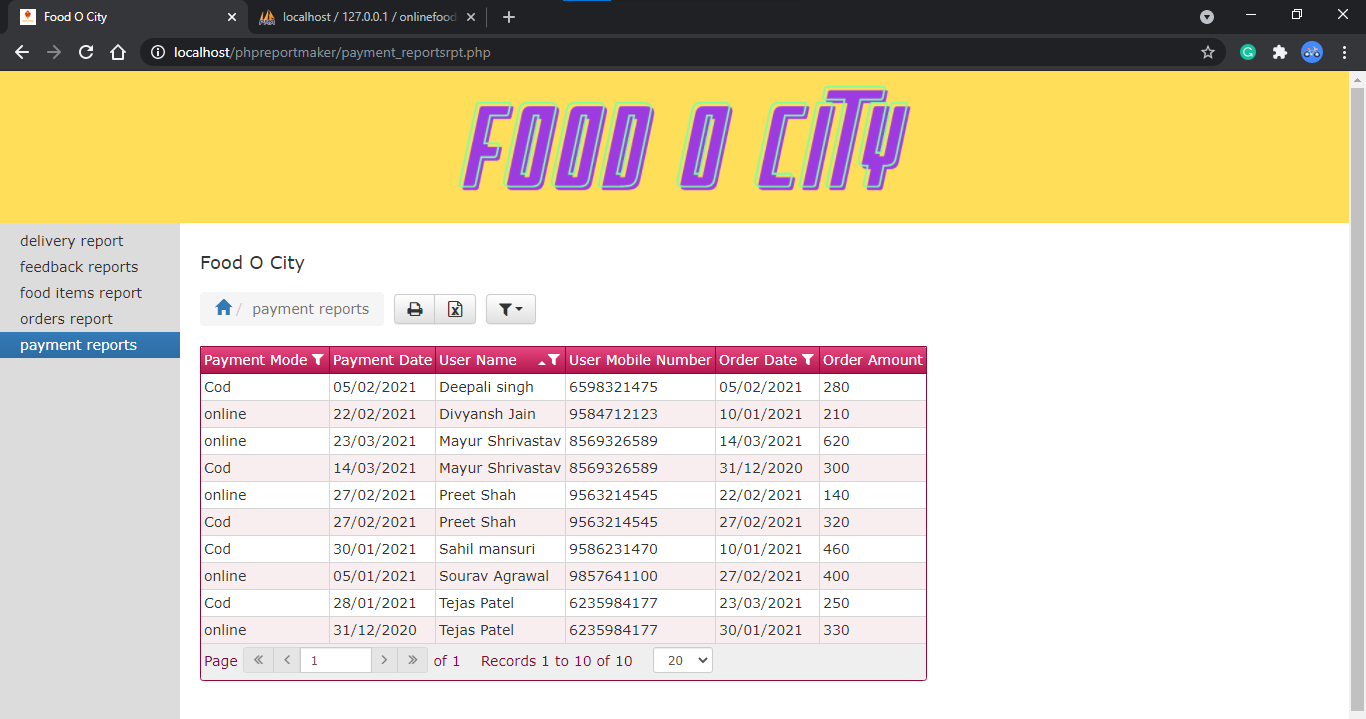 Food O City
localhost / 127.0.0.1 / onlinefood
localhost/phpreportmaker/payment_reportsrpt.php
FOOD O CITY
delivery report
feedback reports
food items report
orders report
payment reports
Food O City
/ payment reports
Payment Mode Payment Date User Name User Mobile Number Order Date Order Amount
Cod 05/02/2021 Deepali singh 6598321475 05/02/2021 280
online 22/02/2021 Divyansh Jain 9584712123 10/01/2021 210
online 23/03/2021 Mayur Shrivastav 8569326589 14/03/2021 620
Cod 14/03/2021 Mayur Shrivastav 8569326589 31/12/2020 300
online 27/02/2021 Preet Shah 9563214545 22/02/2021 140
Cod 27/02/2021 Preet Shah 9563214545 27/02/2021 320
Cod 30/01/2021 Sahil mansuri 9586231470 10/01/2021 460
online 05/01/2021 Sourav Agrawal 9857641100 27/02/2021 400
Cod 28/01/2021 Tejas Patel 6235984177 23/03/2021 250
online 31/12/2020 Tejas Patel 6235984177 30/01/2021 330
Page « ‹ 1 › » of 1 Records 1 to 10 of 10 20